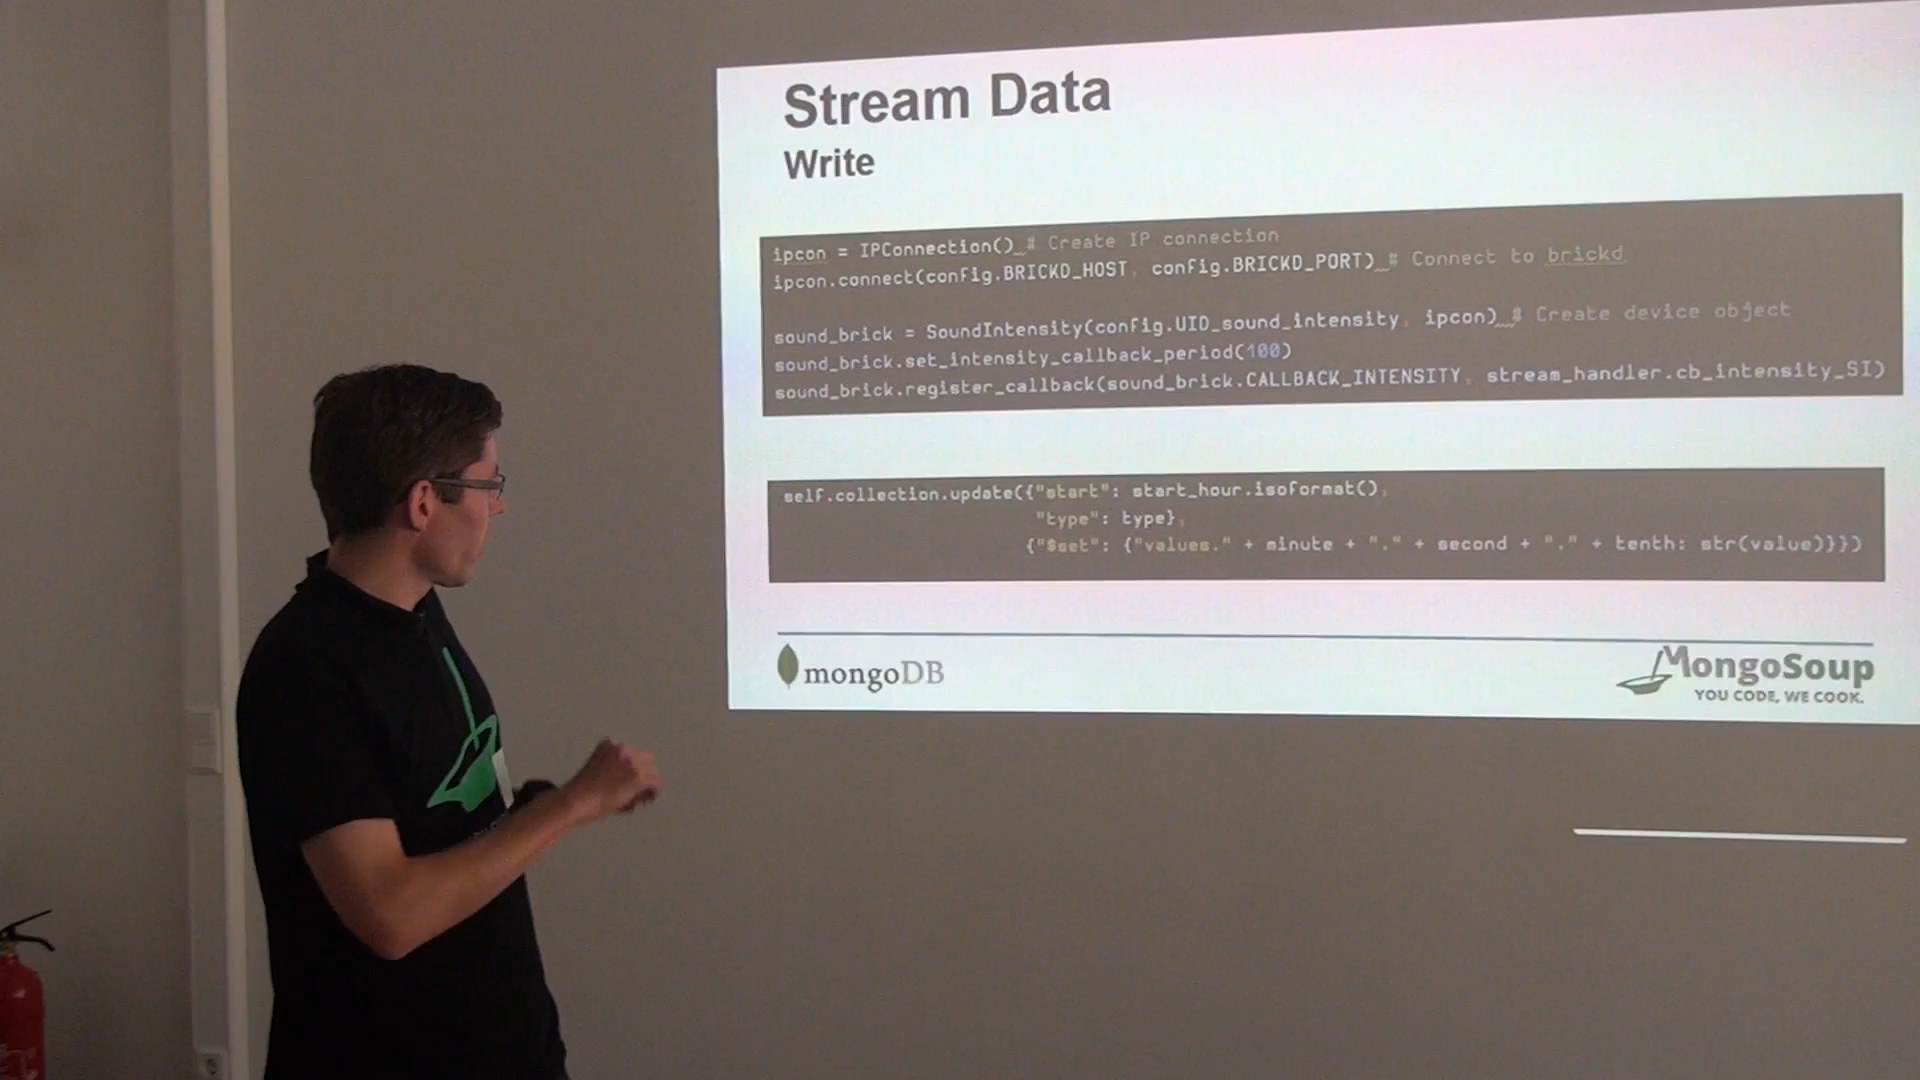 Stream Data
Write
ipcon = IPConnection() # Create IP connection
ipcon.connect(config.BRICKD_HOST, config.BRICKD_PORT) # Connect to brickd
sound_brick = SoundIntensity(config.UID_sound_intensity, ipcon) # Create device object
sound_brick.set_intensity_callback_period(100)
sound_brick.register_callback(sound_brick.CALLBACK_INTENSITY, stream_handler.cb_intensity_SI)
self.collection.update({"start": start_hour.isoformat(),
"type": type},
{"$set": {"values." + minute + "." + second + "." + tenth: str(value)}})
mongoDB
MongoSoup
YOU CODE, WE COOK.